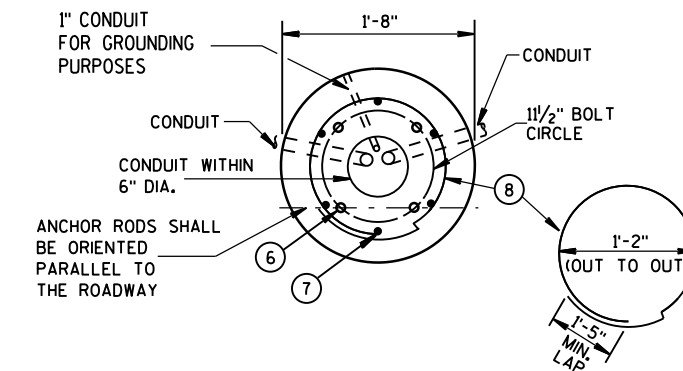 1" CONDUIT
FOR GROUNDING
PURPOSES
1'-8"
CONDUIT
CONDUIT
11½" BOLT
CIRCLE
CONDUIT WITHIN
6" DIA.
8
ANCHOR RODS SHALL
BE ORIENTED
PARALLEL TO
THE ROADWAY
6
7
1'-2"
(OUT TO OUT
1'-5"
MIN.
LAP